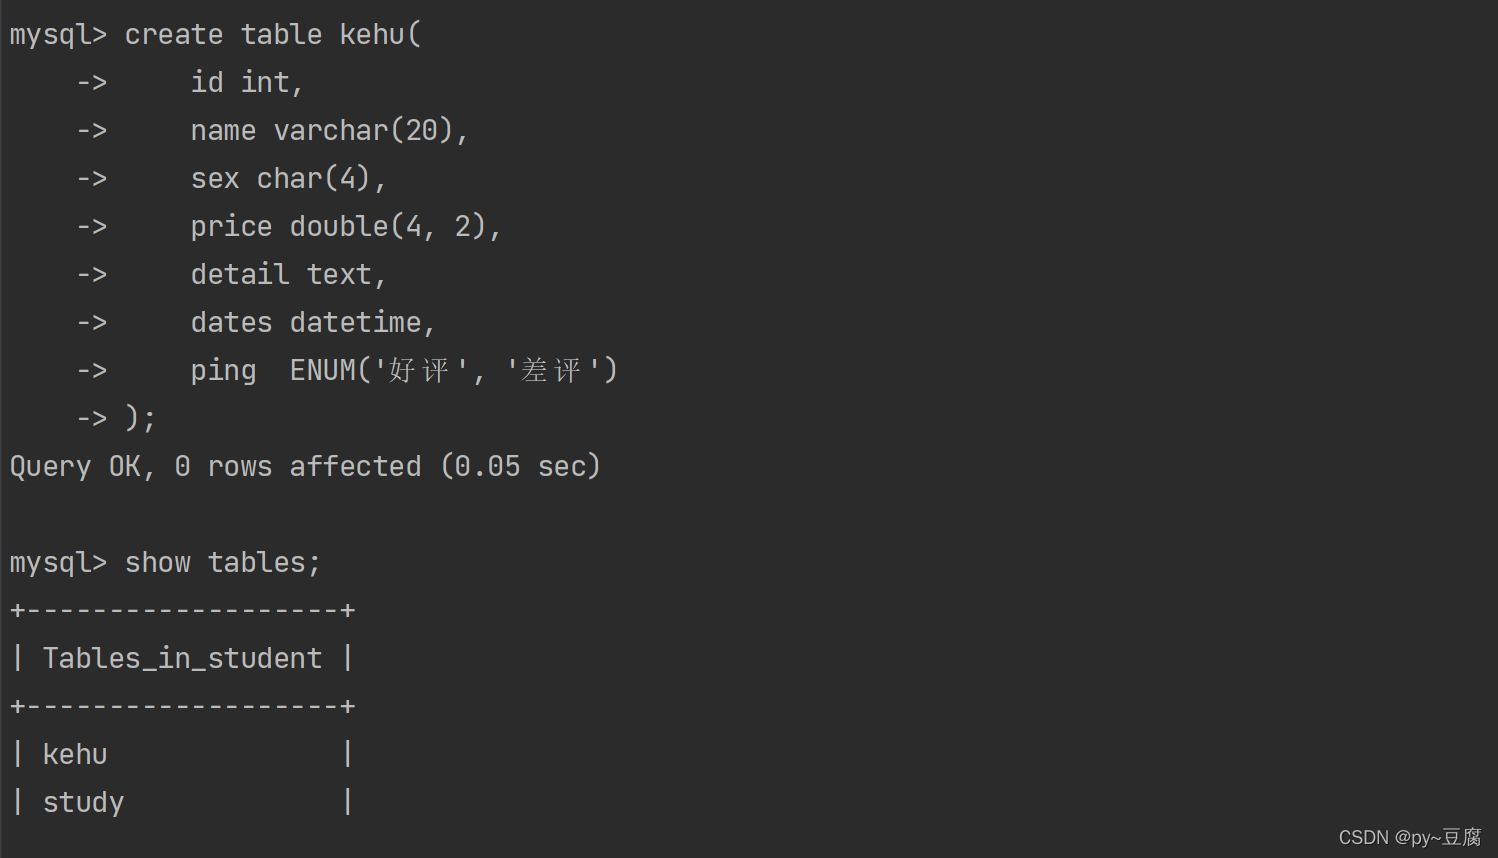 mysql> create table kehu(
    ->     id int,
    ->     name varchar(20),
    ->     sex char(4),
    ->     price double(4, 2),
    ->     detail text,
    ->     dates datetime,
    ->     ping  ENUM('好评', '差评')
    -> );
Query OK, 0 rows affected (0.05 sec)
mysql> show tables;
+-------------------+
| Tables_in_student |
+-------------------+
| kehu              |
| study             |
CSDN @py~豆腐